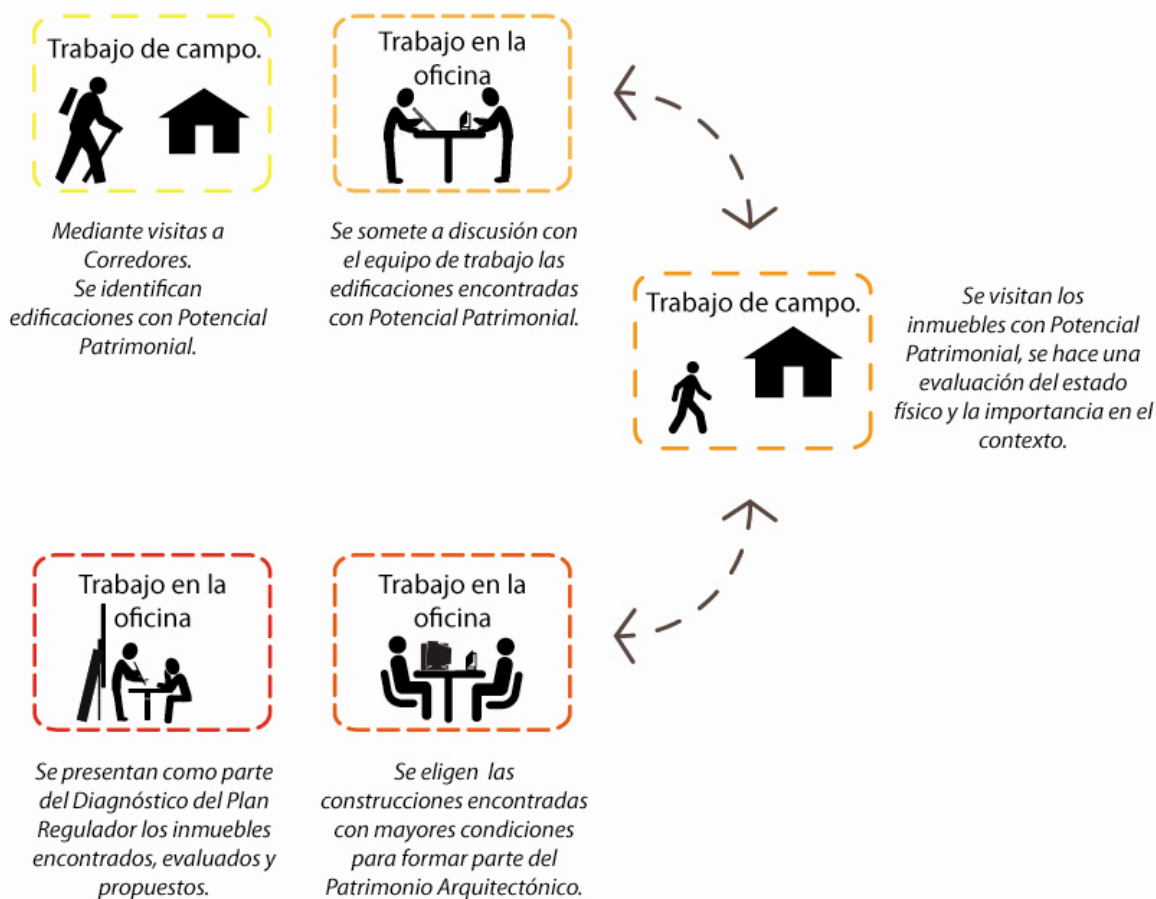 Trabajo de campo.
Mediante visitas a
Corredores.
Se identifican
edificaciones con Potencial
Patrimonial.
Trabajo en la
oficina
Se somete a discusión con
el equipo de trabajo las
edificaciones encontradas
con Potencial Patrimonial.
Trabajo de campo.
Se visitan los
inmuebles con Potencial
Patrimonial, se hace una
evaluación del estado
físico y la importancia en el
contexto.
Trabajo en la
oficina
Se presentan como parte
del Diagnóstico del Plan
Regulador los inmuebles
encontrados, evaluados y
propuestos.
Trabajo en la
oficina
Se eligen las
construcciones encontradas
con mayores condiciones
para formar parte del
Patrimonio Arquitectónico.